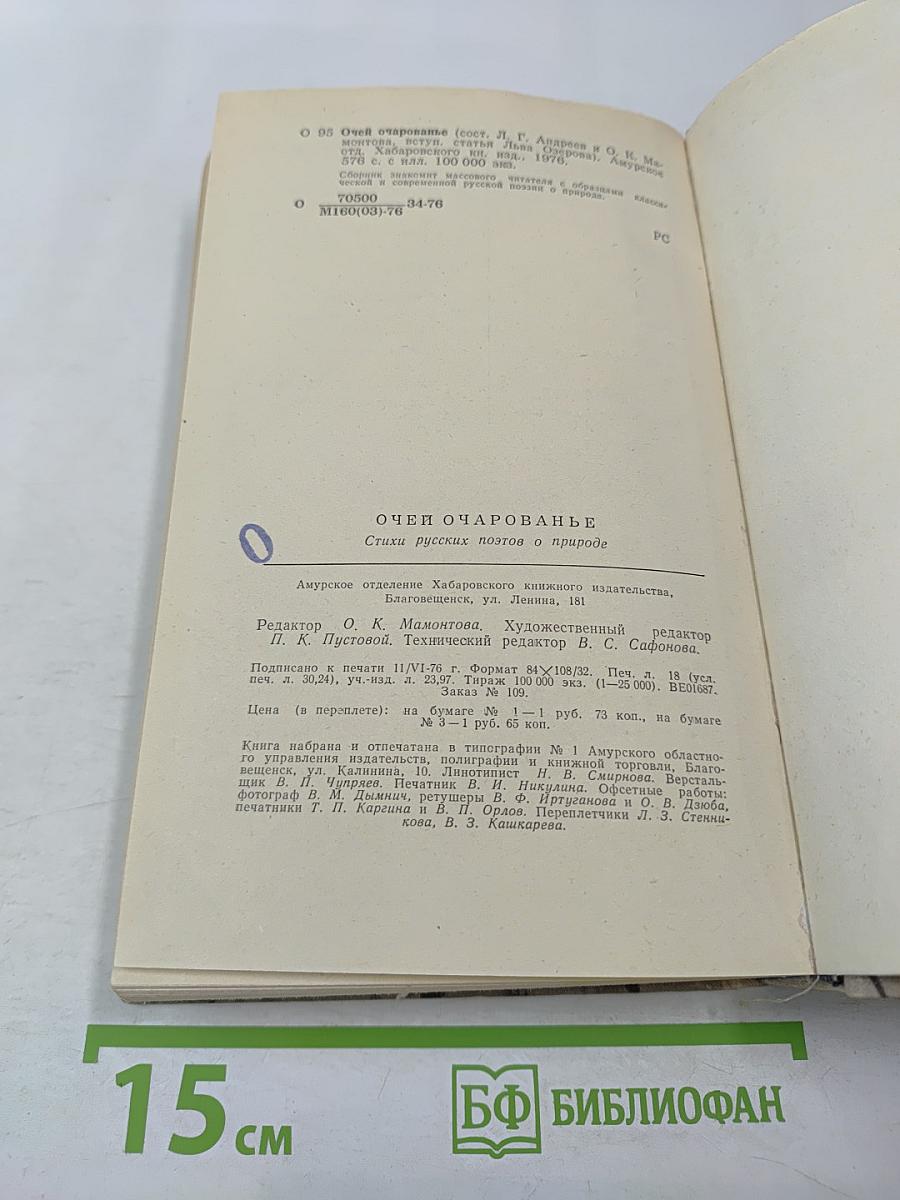 О 95 Очей очарованье (сост. Л. Г. Андреев и О. К. Ма-
монтова, вступ. статья Льва Озерова). Амурское
отд. Хабаровского кн. изд., 1976.
576 с. с илл. 100 000 экз.
Сборник знакомит массового читателя с образцами класси-
ческой и современной русской поэзии о природе.
О 70500
М160(03)-76 34-76
РС
О
ОЧЕЙ ОЧАРОВАНЬЕ
Стихи русских поэтов о природе
Амурское отделение Хабаровского книжного издательства,
Благовещенск, ул. Ленина, 181
Редактор О. К. Мамонтова. Художественный редактор
П. К. Пустовой. Технический редактор В. С. Сафонова.
Подписано к печати 11/VI-76 г. Формат 84×108/32. Печ. л. 18 (усл.
печ. л. 30,24), уч.-изд. л. 23,97. Тираж 100 000 экз. (1—25 000). ВЕ01687.
Заказ № 109.
Цена (в переплете): на бумаге № 1 — 1 руб. 73 коп., на бумаге
№ 3 — 1 руб. 65 коп.
Книга набрана и отпечатана в типографии № 1 Амурского областно-
го управления издательств, полиграфии и книжной торговли, Благо-
вещенск, ул. Калинина, 10. Линотипист Н. В. Смирнова. Версталь-
щик В. П. Чупряев. Печатник В. И. Никулина. Офсетные работы:
фотограф В. М. Дымнич, ретушеры В. Ф. Иртуганова и О. В. Дзюба,
печатники Т. П. Каргина и В. П. Орлов. Переплетчики Л. З. Стенни-
кова, В. З. Кашкарева.
15 см
БФ БИБЛИОФАН